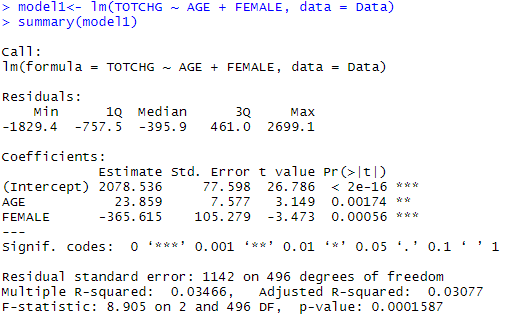 > model1<- lm(TOTCHG ~ AGE + FEMALE, data = Data)
> summary(model1)
Call:
lm(formula = TOTCHG ~ AGE + FEMALE, data = Data)
Residuals:
    Min      1Q  Median      3Q     Max
-1829.4  -757.5  -395.9   461.0  2699.1
Coefficients:
            Estimate Std. Error t value Pr(>|t|)
(Intercept) 2078.536     77.598  26.786  < 2e-16 ***
AGE           23.859      7.577   3.149  0.00174 **
FEMALE      -365.615    105.279  -3.473  0.00056 ***
---
Signif. codes:  0 ‘***’ 0.001 ‘**’ 0.01 ‘*’ 0.05 ‘.’ 0.1 ‘ ’ 1
Residual standard error: 1142 on 496 degrees of freedom
Multiple R-squared:  0.03466,  Adjusted R-squared:  0.03077
F-statistic: 8.905 on 2 and 496 DF,  p-value: 0.0001587